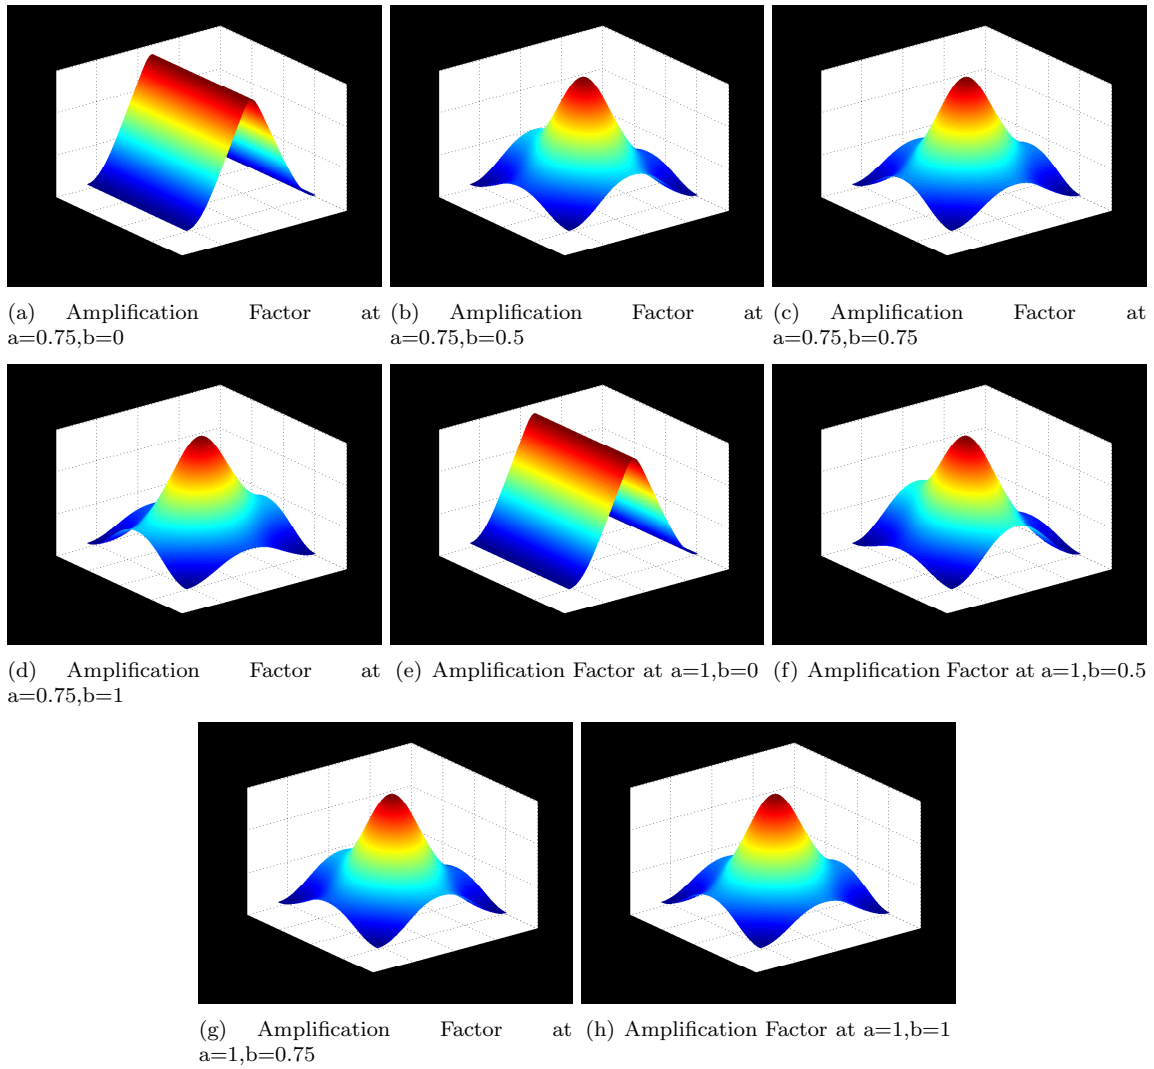 (a) Amplification Factor at
a=0.75,b=0
(b) Amplification Factor at
a=0.75,b=0.5
(c) Amplification Factor at
a=0.75,b=0.75
(d) Amplification Factor at
a=0.75,b=1
(e) Amplification Factor at a=1,b=0
(f) Amplification Factor at a=1,b=0.5
(g) Amplification Factor at
a=1,b=0.75
(h) Amplification Factor at a=1,b=1